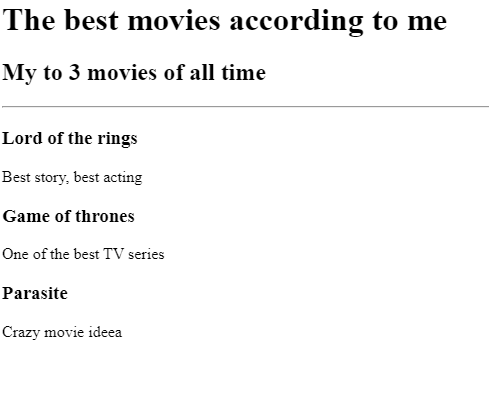 The best movies according to me
My to 3 movies of all time
Lord of the rings
Best story, best acting
Game of thrones
One of the best TV series
Parasite
Crazy movie ideea